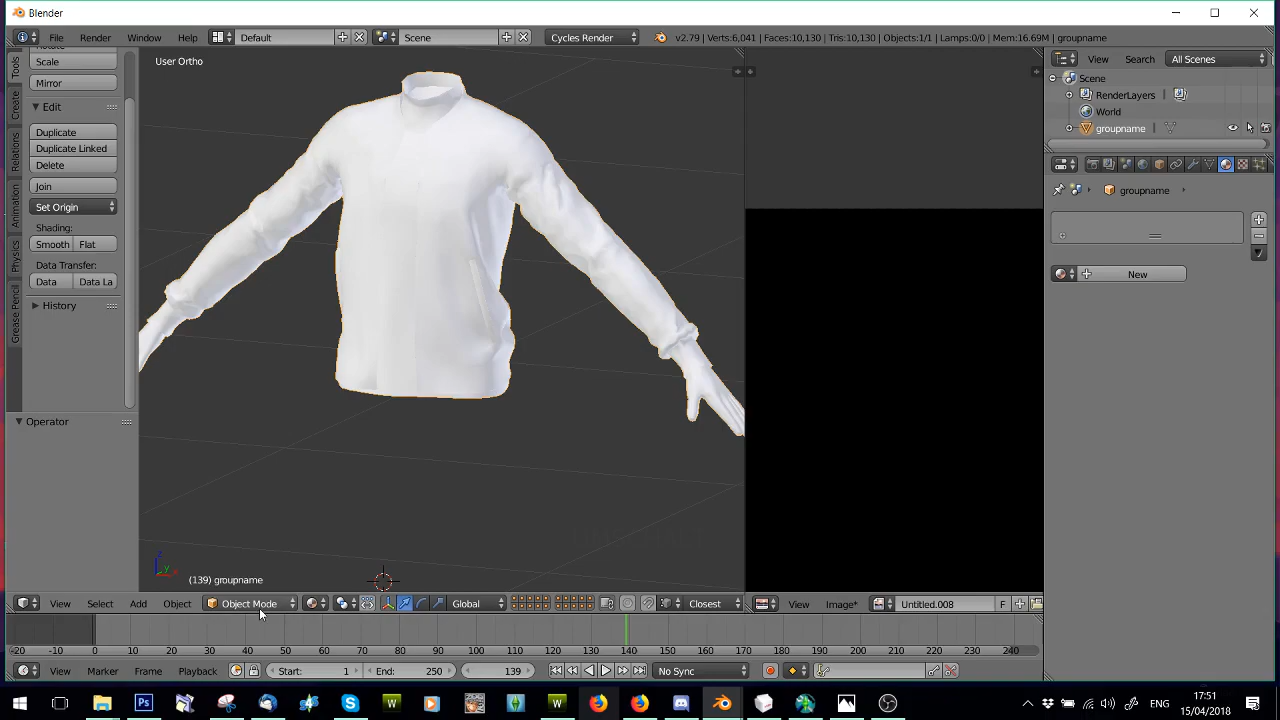 Blender
File Render Window Help Default Scene Cycles Render v2.79 | Verts:6,041 | Faces:10,130 | Tris:10,130 | Objects:1/1 | Lamps:0/0 | Mem:16.69M | groupname
Scale
Mirror
Edit
Duplicate
Duplicate Linked
Delete
Join
Set Origin
Shading:
Smooth Flat
Data Transfer:
Data Data La
History
Operator
Tools
Create
Relations
Animation
Physics
Grease Pencil
User Ortho
(139) groupname
View Select Add Object Object Mode Global Closest
View Image* Untitled.008 F
View Search All Scenes
Scene
RenderLayers
World
groupname
groupname
New
-20 -10 0 10 20 30 40 50 60 70 80 90 100 110 120 130 140 150 160 170 180 190 200 210 220 230 240
View Marker Frame Playback Start: 1 End: 250 139 No Sync
ENG
17:51
15/04/2018